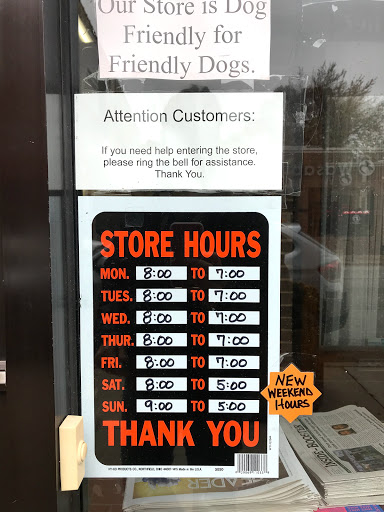 Our Store is Dog
Friendly for
Friendly Dogs.
Attention Customers:
If you need help entering the store,
please ring the bell for assistance.
Thank You.
STORE HOURS
MON. 8:00 TO 7:00
TUES. 8:00 TO 7:00
WED. 8:00 TO 7:00
THUR. 8:00 TO 7:00
FRI. 8:00 TO 7:00
SAT. 8:00 TO 5:00
SUN. 9:00 TO 5:00
NEW
WEEKEND
HOURS
THANK YOU